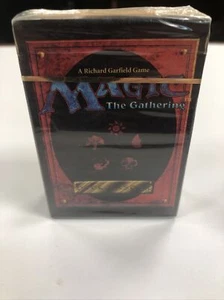 A Richard Garfield Game
MAGIC
The Gathering